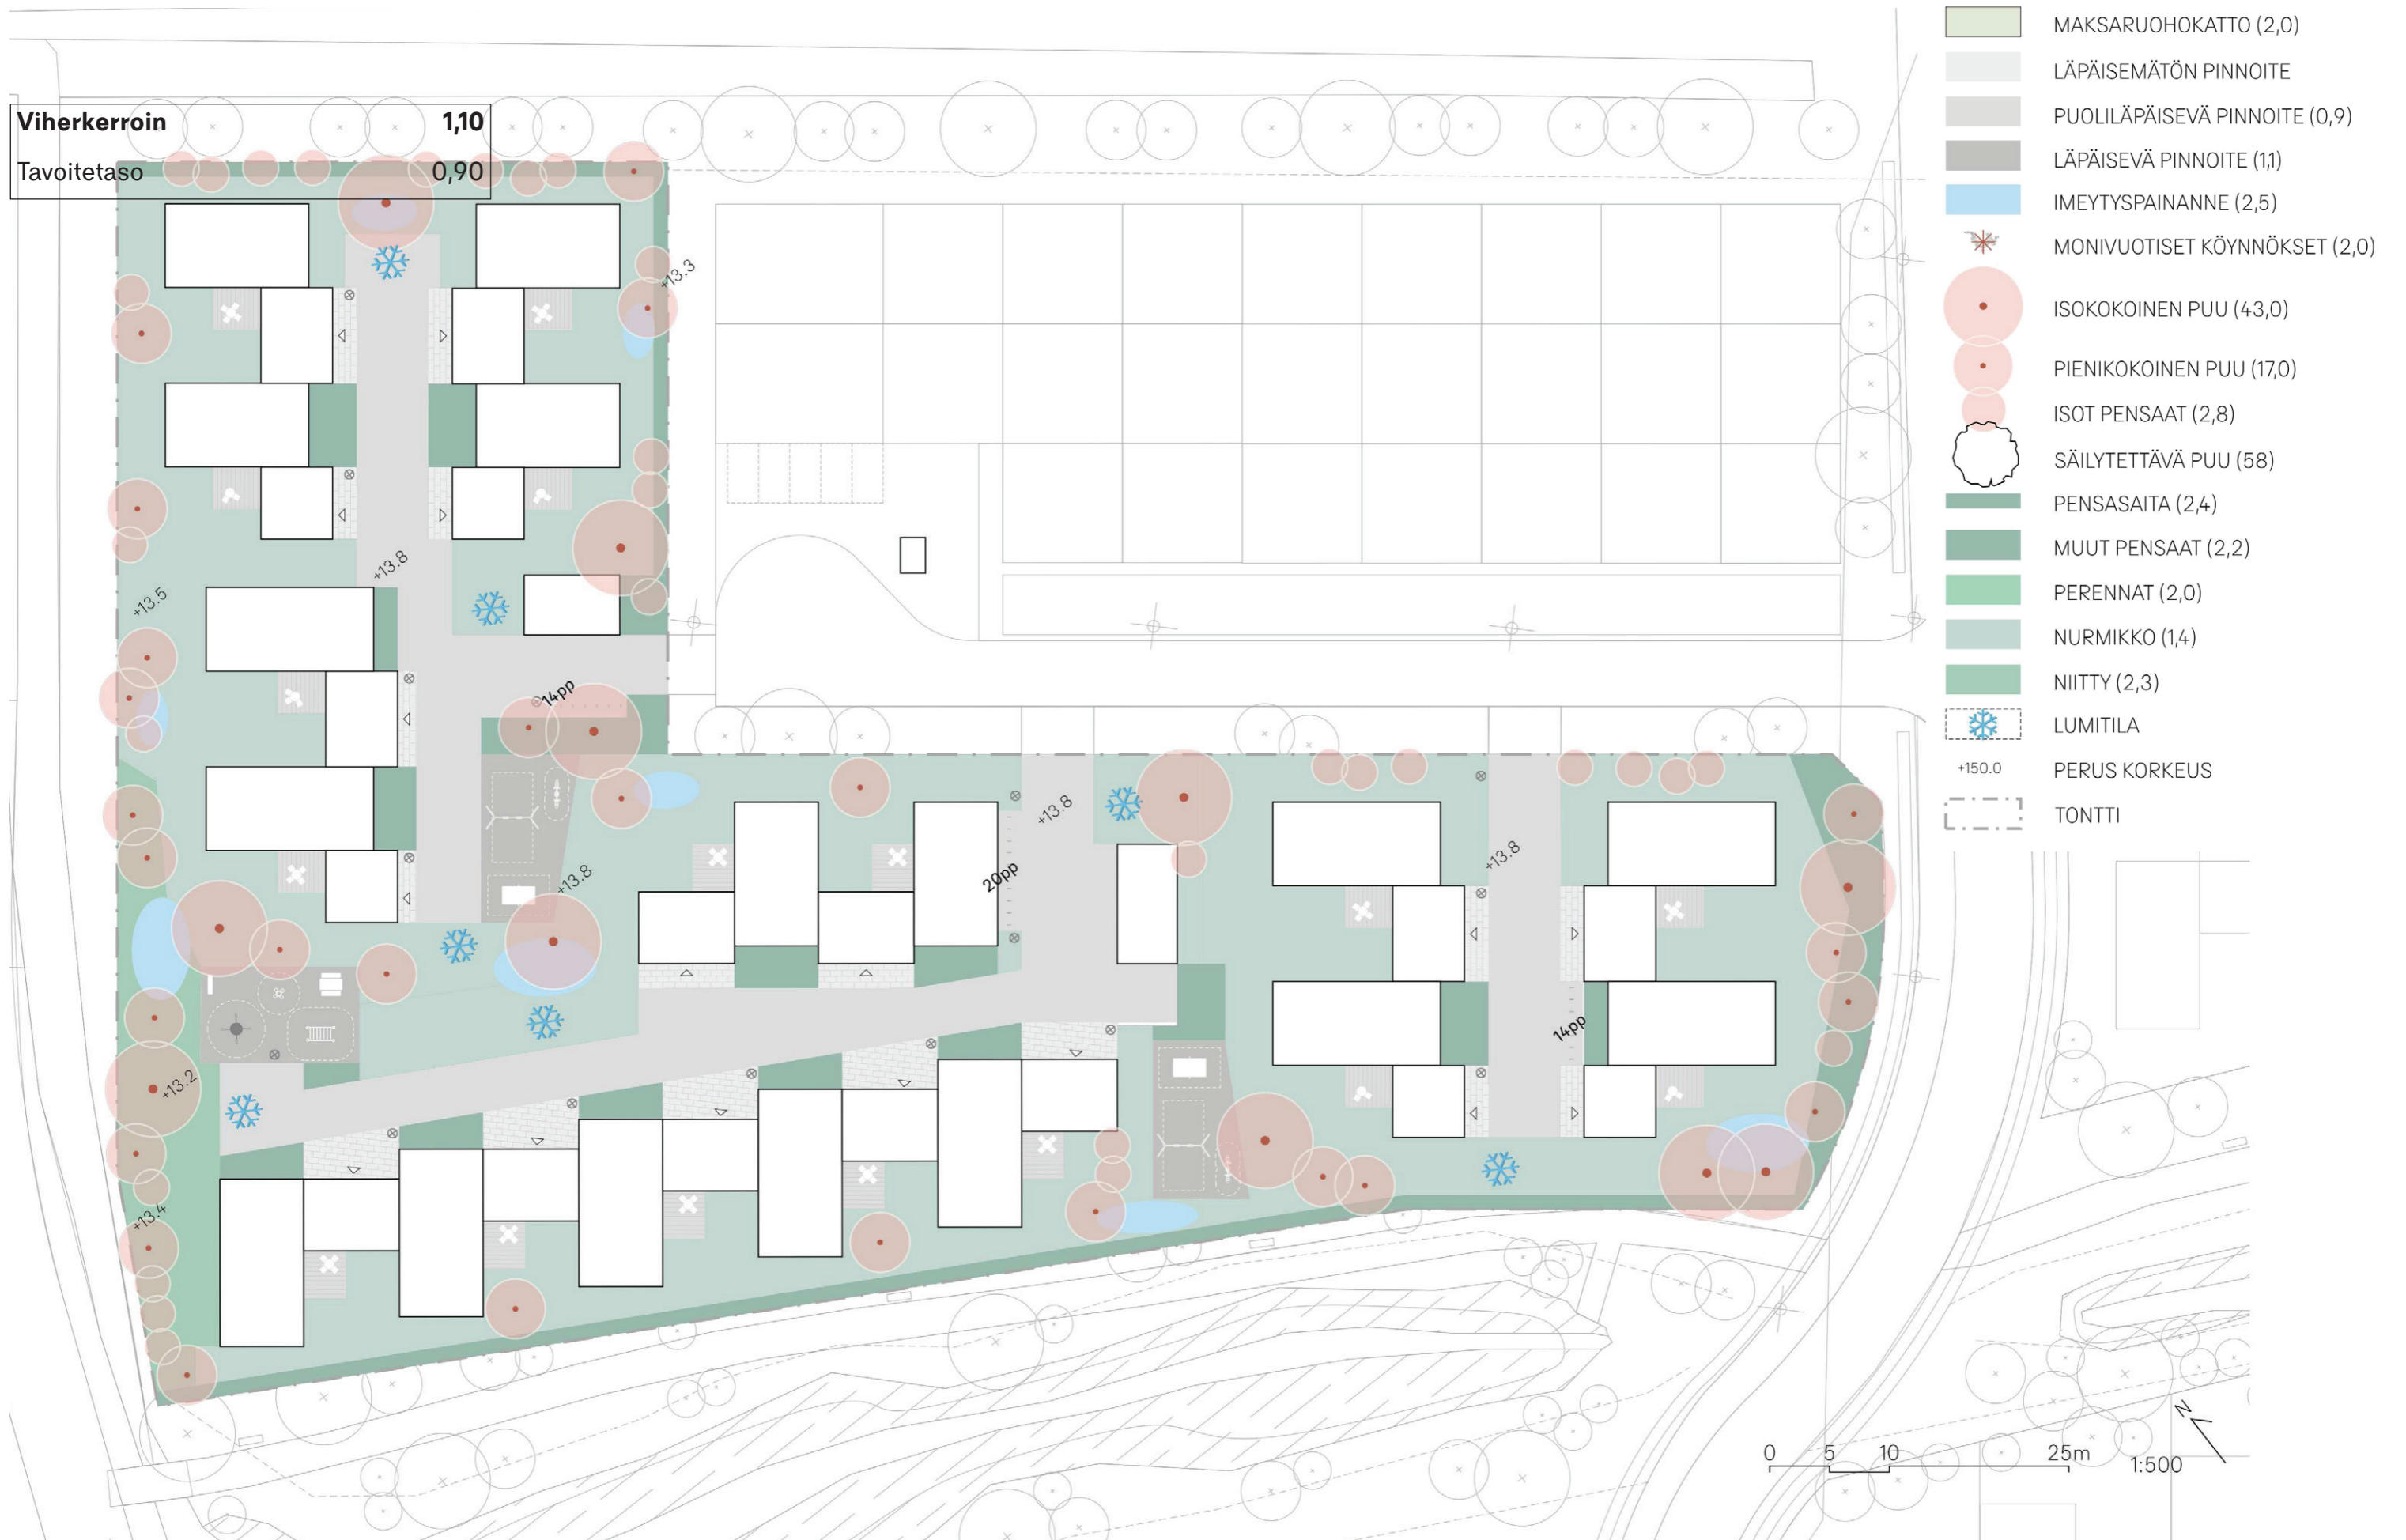 Viherkerroin 1,10
Tavoitetaso 0,90
MAKSARUOHOKATTO (2,0)
LÄPÄISEMÄTÖN PINNOITE
PUOLILÄPÄISEVÄ PINNOITE (0,9)
LÄPÄISEVÄ PINNOITE (1,1)
IMEYTYSPAINANNE (2,5)
MONIVUOTISET KÖYNNÖKSET (2,0)
ISOKOKOINEN PUU (43,0)
PIENIKOKOINEN PUU (17,0)
ISOT PENSAAT (2,8)
SÄILYTETTÄVÄ PUU (58)
PENSASAITA (2,4)
MUUT PENSAAT (2,2)
PERENNAT (2,0)
NURMIKKO (1,4)
NIITTY (2,3)
LUMITILA
+150.0 PERUS KORKEUS
TONTTI
+13.3
+13.8
+13.5
14pp
+13.8
+13.8
20pp
+13.8
14pp
+13.2
+13.4
N
0 5 10 25m
1:500